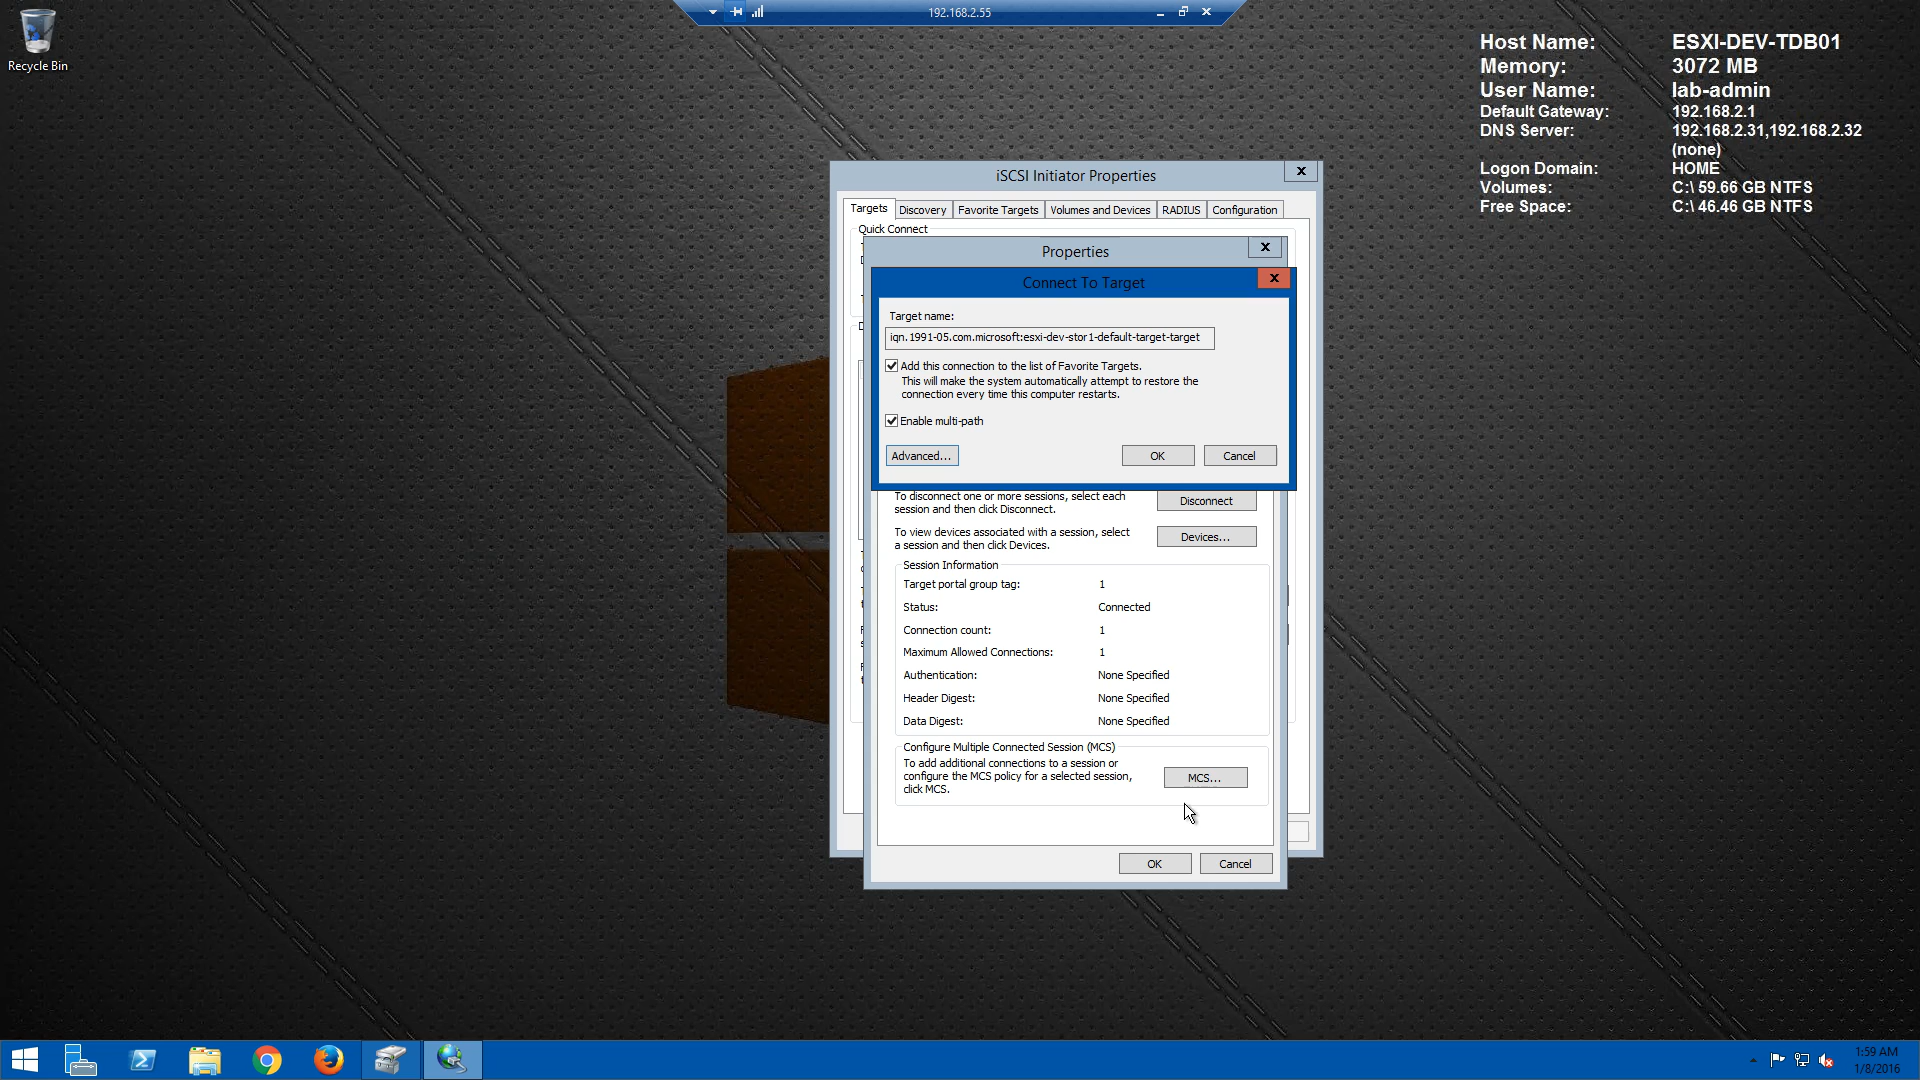 192.168.2.55
Recycle Bin
Host Name: ESXI-DEV-TDB01
Memory: 3072 MB
User Name: lab-admin
Default Gateway: 192.168.2.1
DNS Server: 192.168.2.31,192.168.2.32
(none)
Logon Domain: HOME
Volumes: C:\ 59.66 GB NTFS
Free Space: C:\ 46.46 GB NTFS
iSCSI Initiator Properties
Targets Discovery Favorite Targets Volumes and Devices RADIUS Configuration
Quick Connect
Properties
Connect To Target
Target name:
iqn.1991-05.com.microsoft:esxi-dev-stor1-default-target-target
Add this connection to the list of Favorite Targets.
This will make the system automatically attempt to restore the
connection every time this computer restarts.
Enable multi-path
Advanced... OK Cancel
To disconnect one or more sessions, select each
session and then click Disconnect.
Disconnect
To view devices associated with a session, select
a session and then click Devices.
Devices...
Session Information
Target portal group tag: 1
Status: Connected
Connection count: 1
Maximum Allowed Connections: 1
Authentication: None Specified
Header Digest: None Specified
Data Digest: None Specified
Configure Multiple Connected Session (MCS)
To add additional connections to a session or
configure the MCS policy for a selected session,
click MCS.
MCS...
OK Cancel
1:59 AM
1/8/2016